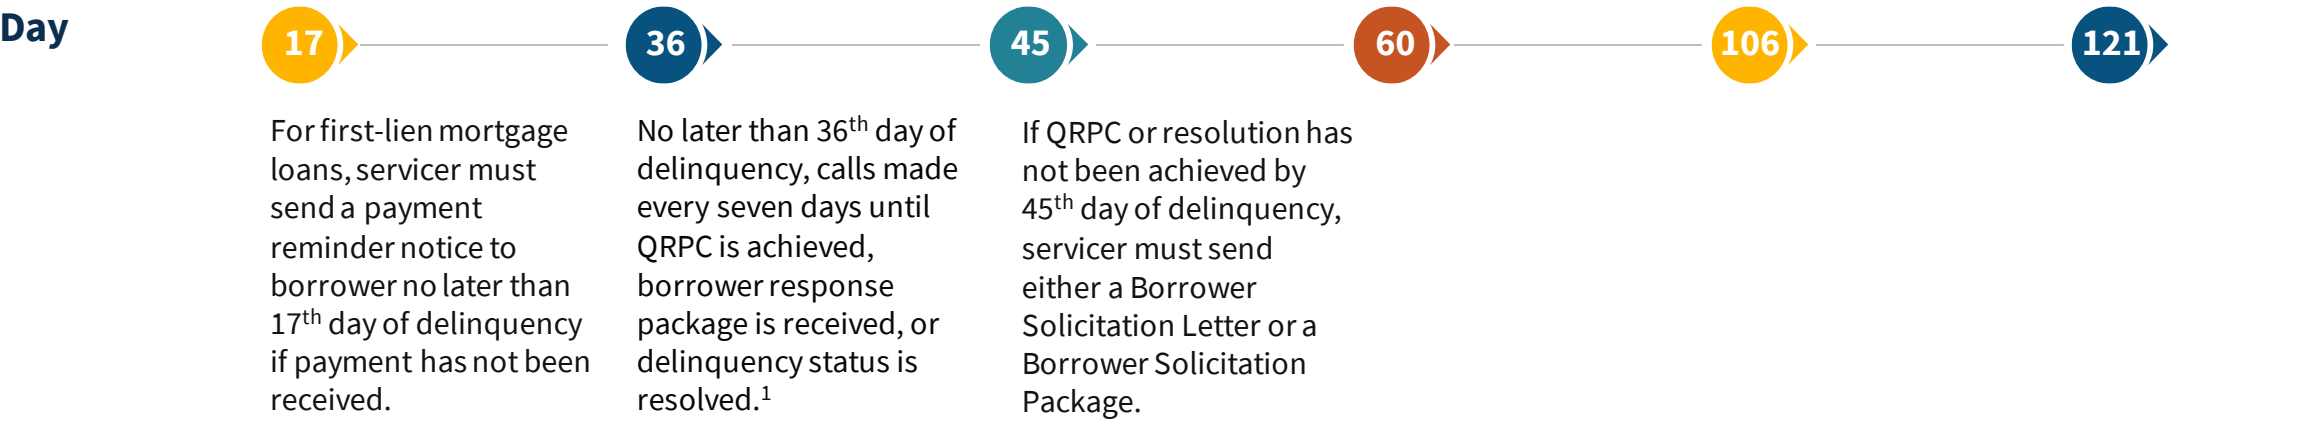 Day
17
36
45
60
106
121
For first-lien mortgage
loans, servicer must
send a payment
reminder notice to
borrower no later than
17th day of delinquency
if payment has not been
received.
No later than 36th day of
delinquency, calls made
every seven days until
QRPC is achieved,
borrower response
package is received, or
delinquency status is
resolved.1
If QRPC or resolution has
not been achieved by
45th day of delinquency,
servicer must send
either a Borrower
Solicitation Letter or a
Borrower Solicitation
Package.